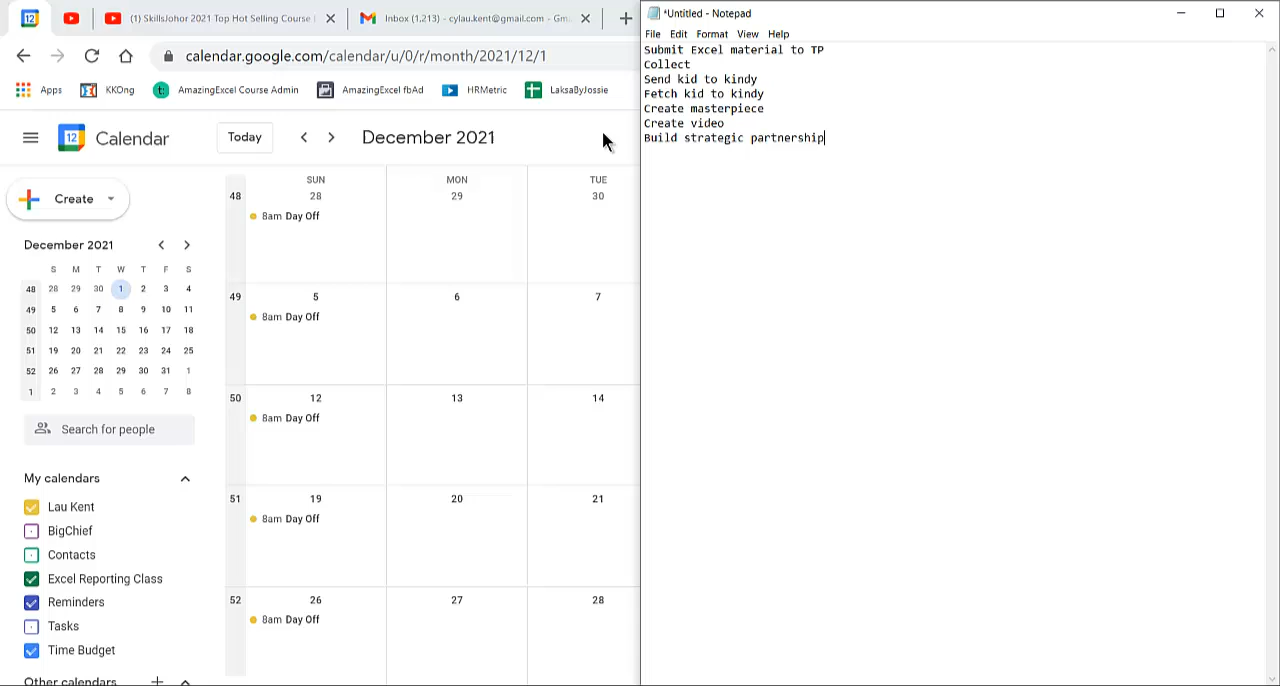 12
(1) SkillsJohor 2021 Top Hot Selling Course |
Inbox (1,213) - cylau.kent@gmail.com - Gm
calendar.google.com/calendar/u/0/r/month/2021/12/1
Apps
KKOng
AmazingExcel Course Admin
AmazingExcel fbAd
HRMetric
LaksaByJossie
12
Calendar
Today
December 2021
Create
December 2021
S M T W T F S
48 28 29 30 1 2 3 4
49 5 6 7 8 9 10 11
50 12 13 14 15 16 17 18
51 19 20 21 22 23 24 25
52 26 27 28 29 30 31 1
1 2 3 4 5 6 7 8
Search for people
My calendars
Lau Kent
BigChief
Contacts
Excel Reporting Class
Reminders
Tasks
Time Budget
Other calendars
SUN MON TUE
48 28 29 30
8am Day Off
49 5 6 7
8am Day Off
50 12 13 14
8am Day Off
51 19 20 21
8am Day Off
52 26 27 28
8am Day Off
*Untitled - Notepad
File Edit Format View Help
Submit Excel material to TP
Collect
Send kid to kindy
Fetch kid to kindy
Create masterpiece
Create video
Build strategic partnership